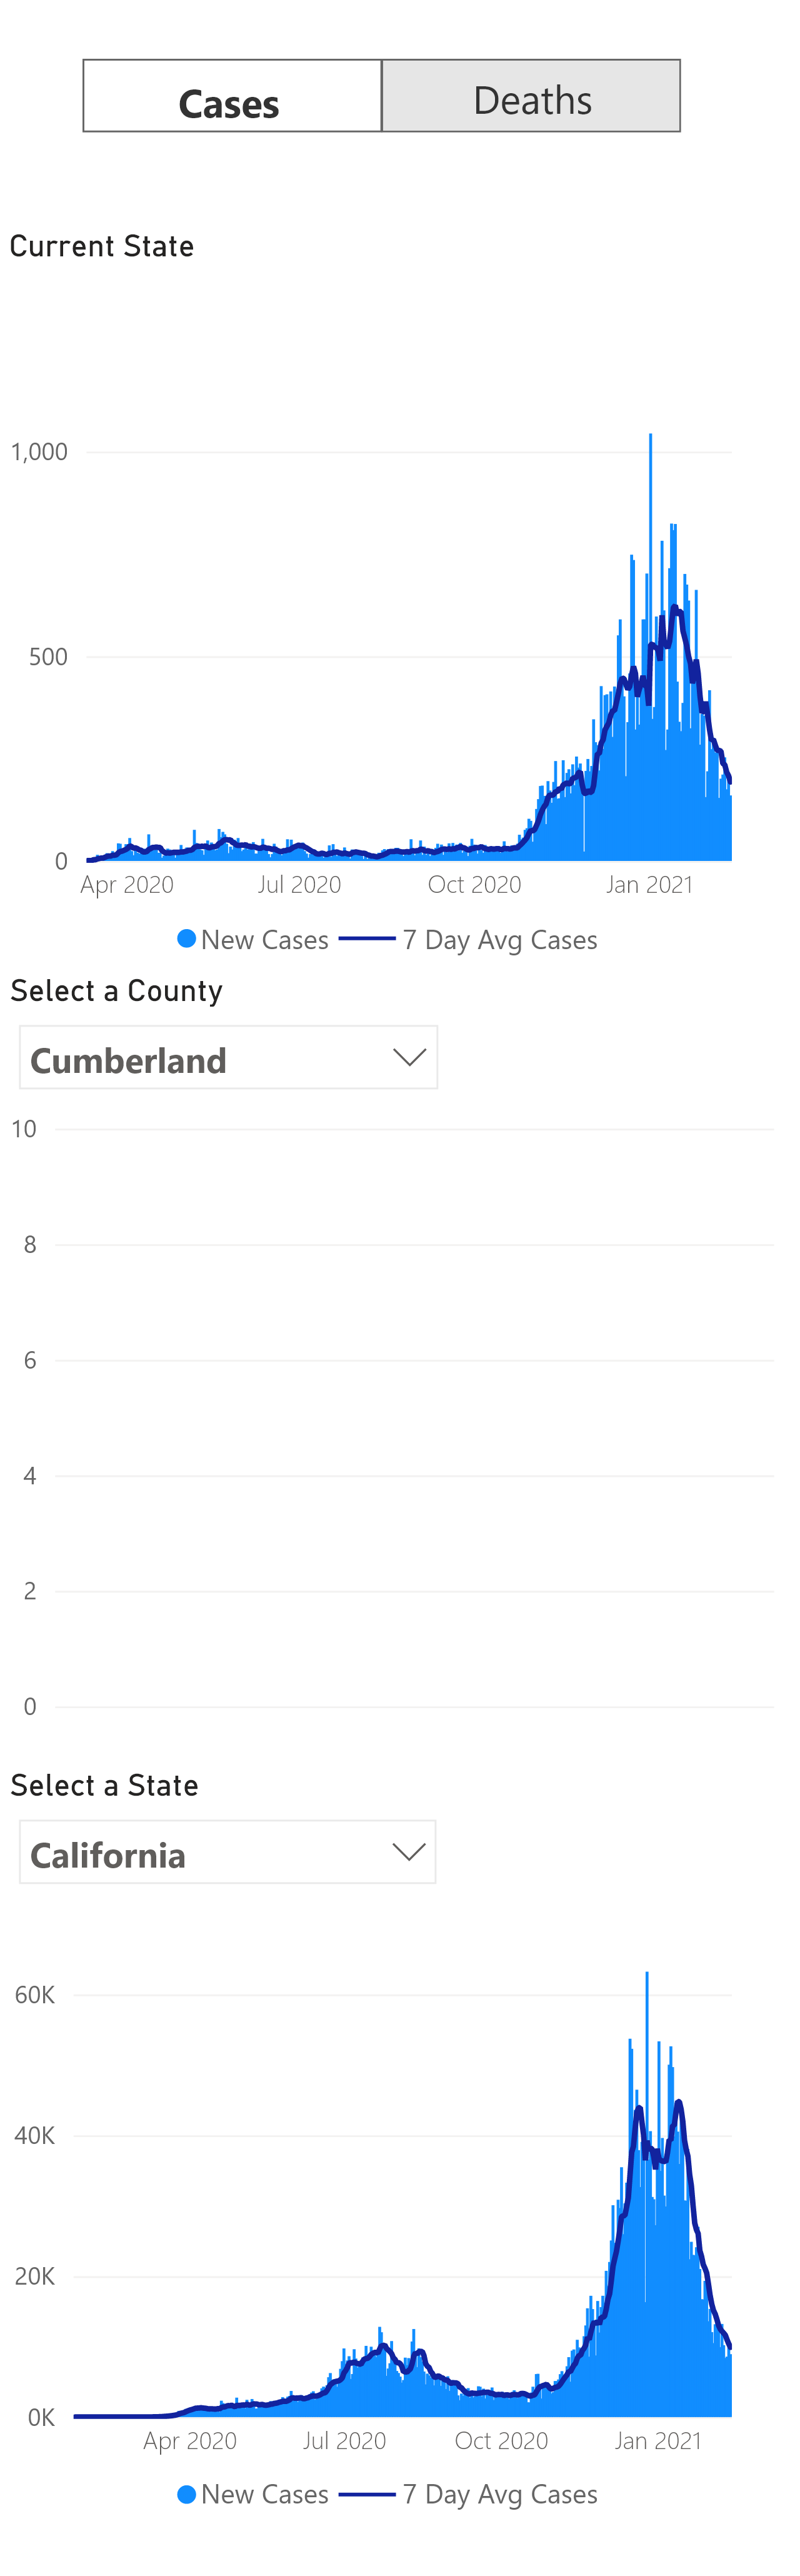 Cases Deaths
Current State
1,000
500
0
Apr 2020 Jul 2020 Oct 2020 Jan 2021
New Cases 7 Day Avg Cases
Select a County
Cumberland
10
8
6
4
2
0
Select a State
California
60K
40K
20K
0K
Apr 2020 Jul 2020 Oct 2020 Jan 2021
New Cases 7 Day Avg Cases